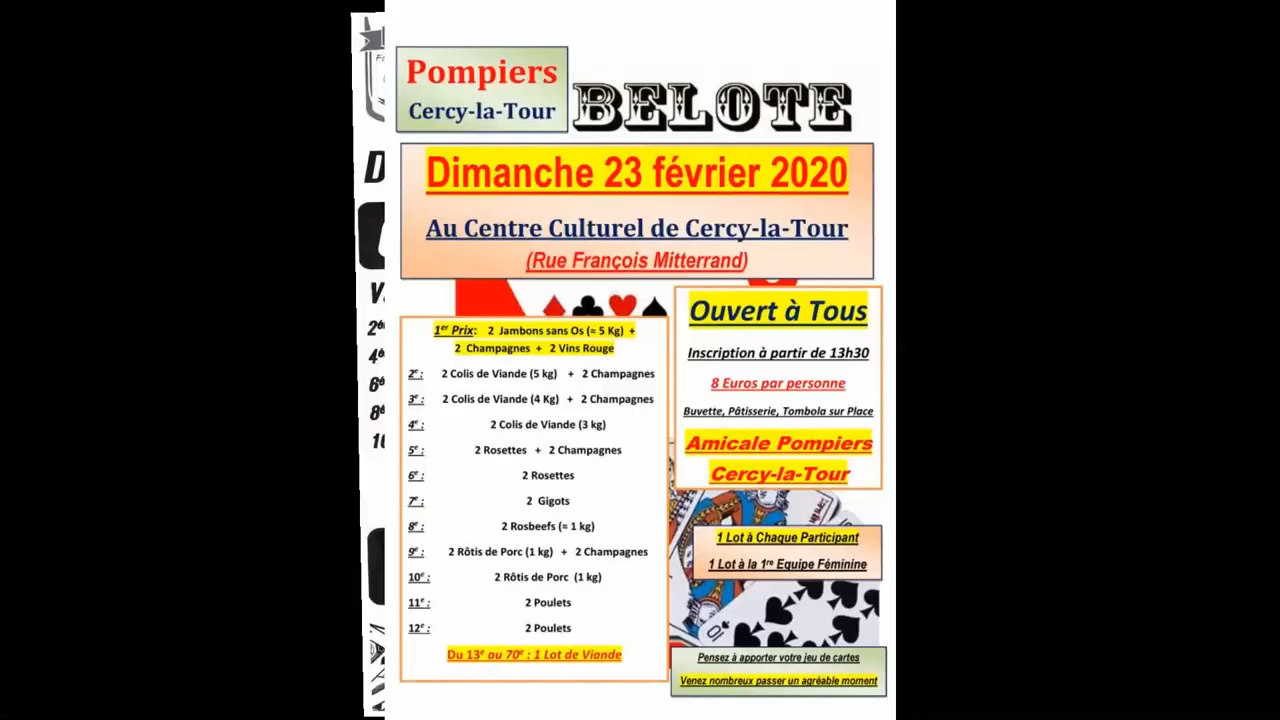 Pompiers
Cercy-la-Tour
BELOTE
Dimanche 23 février 2020
Au Centre Culturel de Cercy-la-Tour
(Rue François Mitterrand)
1er Prix: 2 Jambons sans Os (≈ 5 Kg) +
2 Champagnes + 2 Vins Rouge
2e : 2 Colis de Viande (5 kg) + 2 Champagnes
3e : 2 Colis de Viande (4 Kg) + 2 Champagnes
4e : 2 Colis de Viande (3 kg)
5e : 2 Rosettes + 2 Champagnes
6e : 2 Rosettes
7e : 2 Gigots
8e : 2 Rosbeefs (≈ 1 kg)
9e : 2 Rôtis de Porc (1 kg) + 2 Champagnes
10e : 2 Rôtis de Porc (1 kg)
11e : 2 Poulets
12e : 2 Poulets
Du 13e au 70e : 1 Lot de Viande
Ouvert à Tous
Inscription à partir de 13h30
8 Euros par personne
Buvette, Pâtisserie, Tombola sur Place
Amicale Pompiers
Cercy-la-Tour
1 Lot à Chaque Participant
1 Lot à la 1re Equipe Féminine
10
Pensez à apporter votre jeu de cartes
Venez nombreux passer un agréable moment